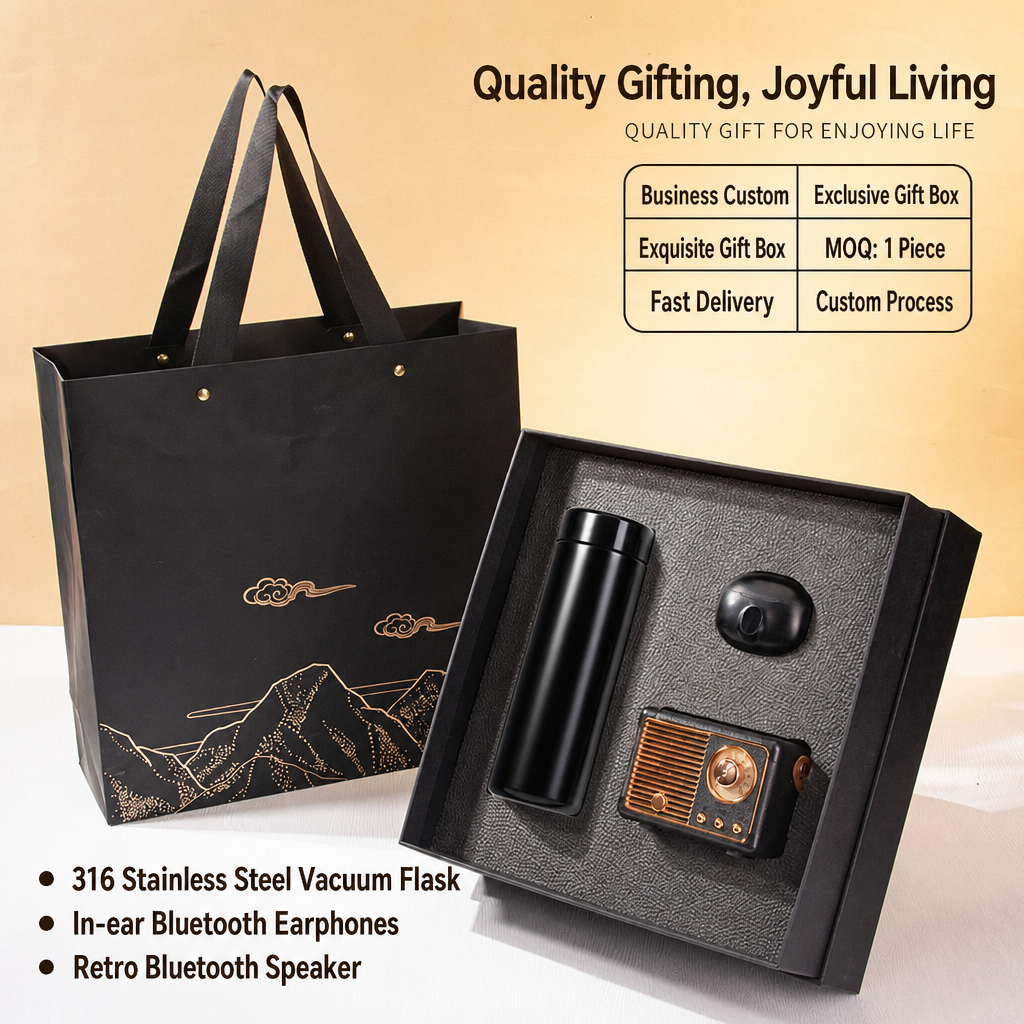 Quality Gifting, Joyful Living
QUALITY GIFT FOR ENJOYING LIFE
Business Custom
Exclusive Gift Box
Exquisite Gift Box
MOQ: 1 Piece
Fast Delivery
Custom Process
316 Stainless Steel Vacuum Flask
In-ear Bluetooth Earphones
Retro Bluetooth Speaker